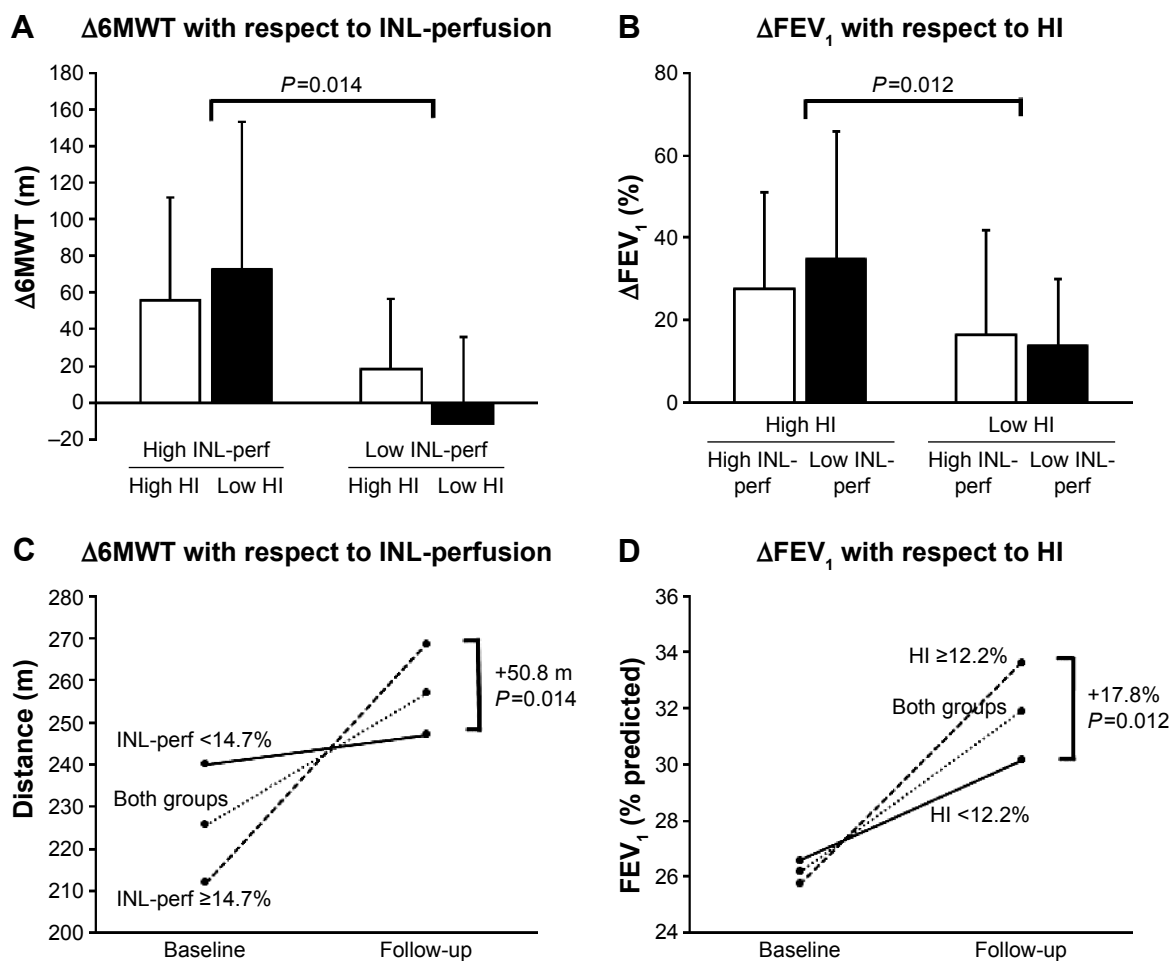 A Δ6MWT with respect to INL-perfusion
180
160
140
120
100
80
60
40
20
0
–20
Δ6MWT (m)
P=0.014
High INL-perf
Low INL-perf
High HI
Low HI
High HI
Low HI
B ΔFEV₁ with respect to HI
80
60
40
20
0
ΔFEV₁ (%)
P=0.012
High HI
Low HI
High INL-
perf
Low INL-
perf
High INL-
perf
Low INL-
perf
C Δ6MWT with respect to INL-perfusion
280
270
260
250
240
230
220
210
200
Distance (m)
INL-perf <14.7%
Both groups
INL-perf ≥14.7%
+50.8 m
P=0.014
Baseline
Follow-up
D ΔFEV₁ with respect to HI
36
34
32
30
28
26
24
FEV₁ (% predicted)
HI ≥12.2%
Both groups
HI <12.2%
+17.8%
P=0.012
Baseline
Follow-up